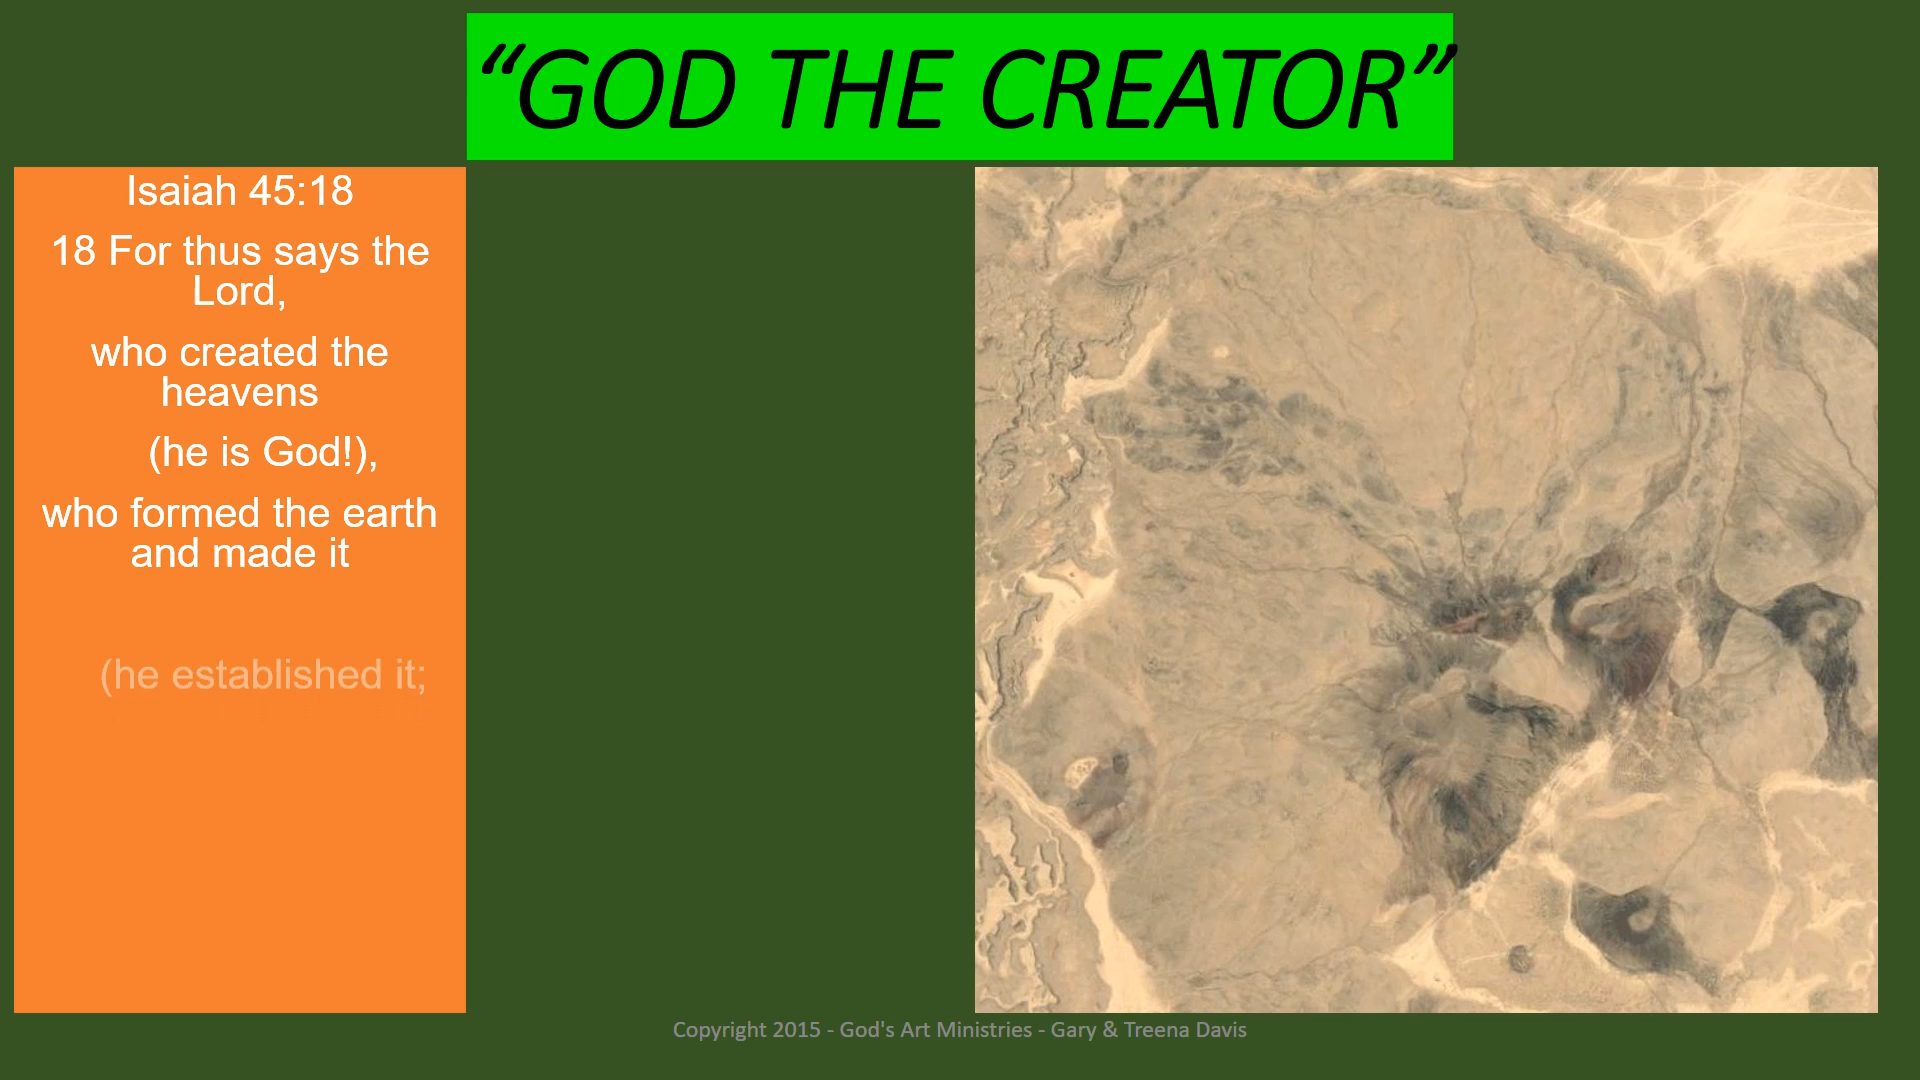 “GOD THE CREATOR”
Isaiah 45:18
18 For thus says the
Lord,
who created the
heavens
(he is God!),
who formed the earth
and made it
(he established it;
Copyright 2015 - God's Art Ministries - Gary & Treena Davis